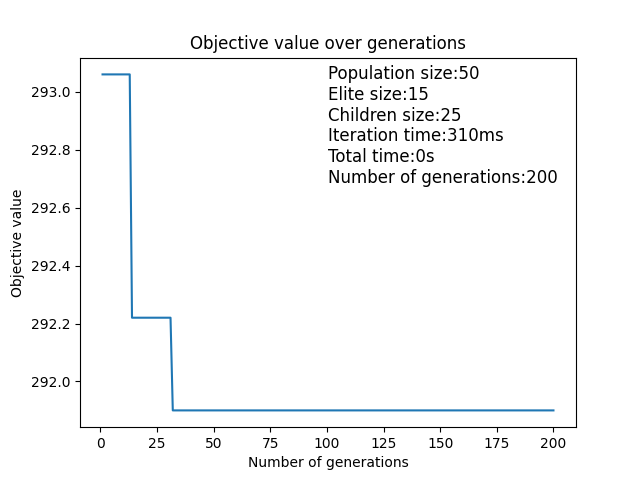 Objective value over generations
Population size:50
Elite size:15
Children size:25
Iteration time:310ms
Total time:0s
Number of generations:200
293.0
292.8
292.6
292.4
292.2
292.0
Objective value
0 25 50 75 100 125 150 175 200
Number of generations